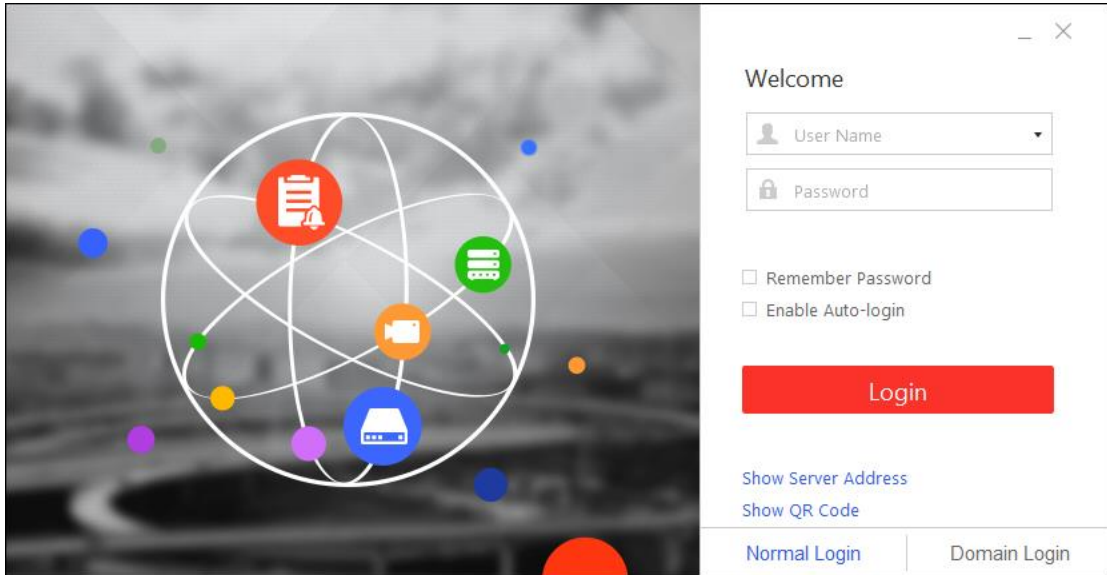 Welcome
User Name
Password
Remember Password
Enable Auto-login
Login
Show Server Address
Show QR Code
Normal Login
Domain Login